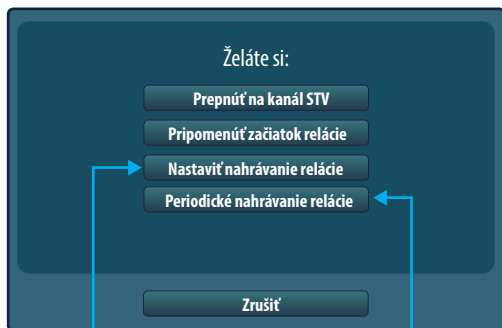 Želáte si:
Prepnúť na kanál STV
Pripomenúť začiatok relácie
Nastaviť nahrávanie relácie
Periodické nahrávanie relácie
Zrušiť